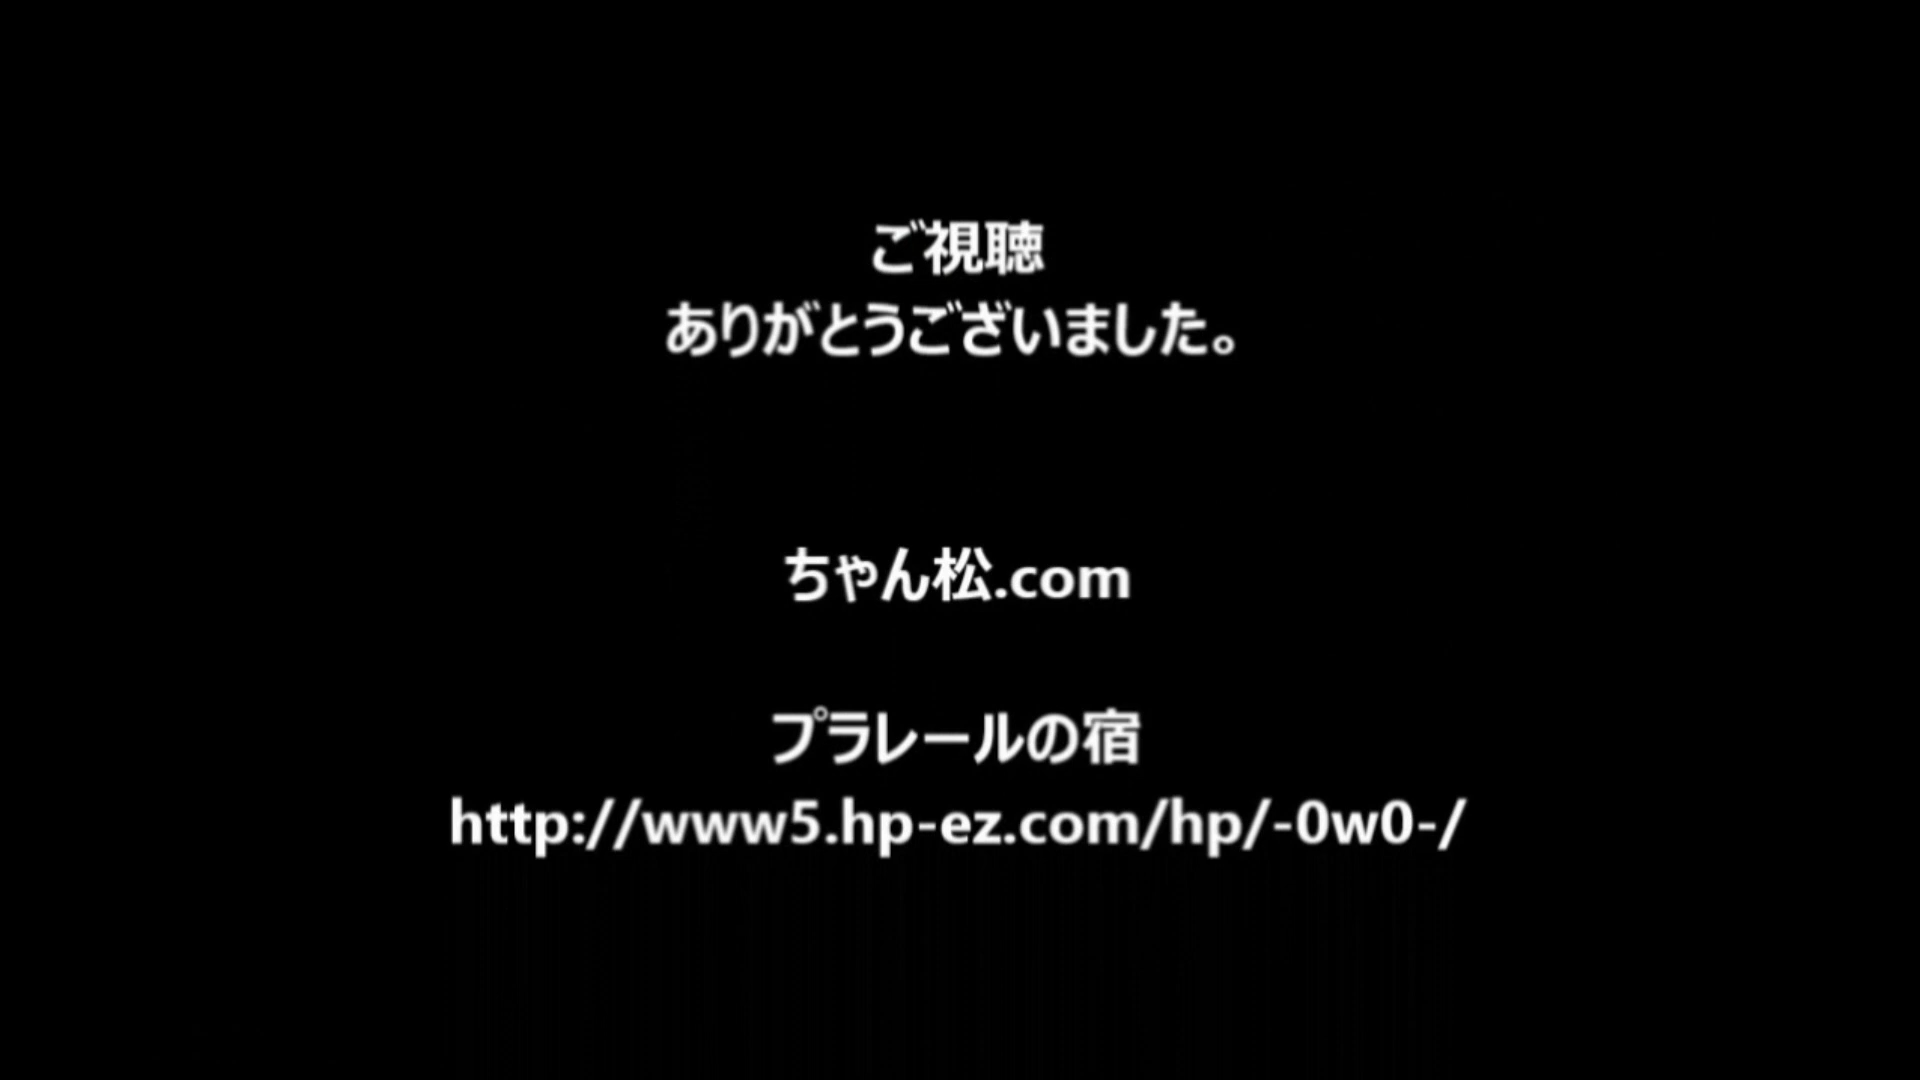 ご視聴
ありがとうございました。
ちゃん松.com
プラレールの宿
http://www5.hp-ez.com/hp/-0w0-/